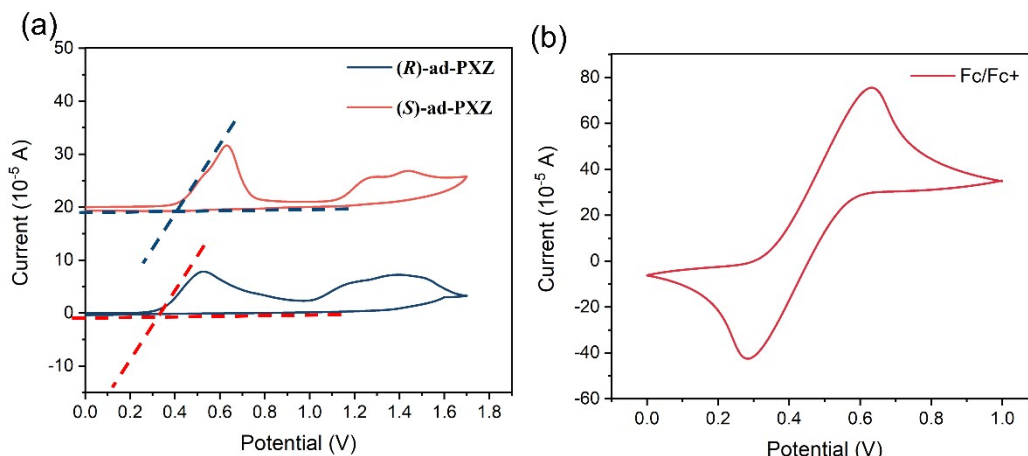 (a)
(R)-ad-PXZ
(S)-ad-PXZ
50
40
30
20
10
0
-10
Current (10⁻⁵ A)
0.0 0.2 0.4 0.6 0.8 1.0 1.2 1.4 1.6 1.8
Potential (V)
(b)
Fc/Fc+
80
60
40
20
0
-20
-40
-60
Current (10⁻⁵ A)
0.0 0.2 0.4 0.6 0.8 1.0
Potential (V)